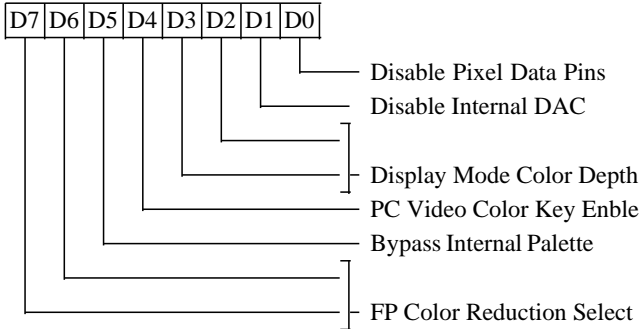 D7 D6 D5 D4 D3 D2 D1 D0
Disable Pixel Data Pins
Disable Internal DAC
Display Mode Color Depth
PC Video Color Key Enble
Bypass Internal Palette
FP Color Reduction Select